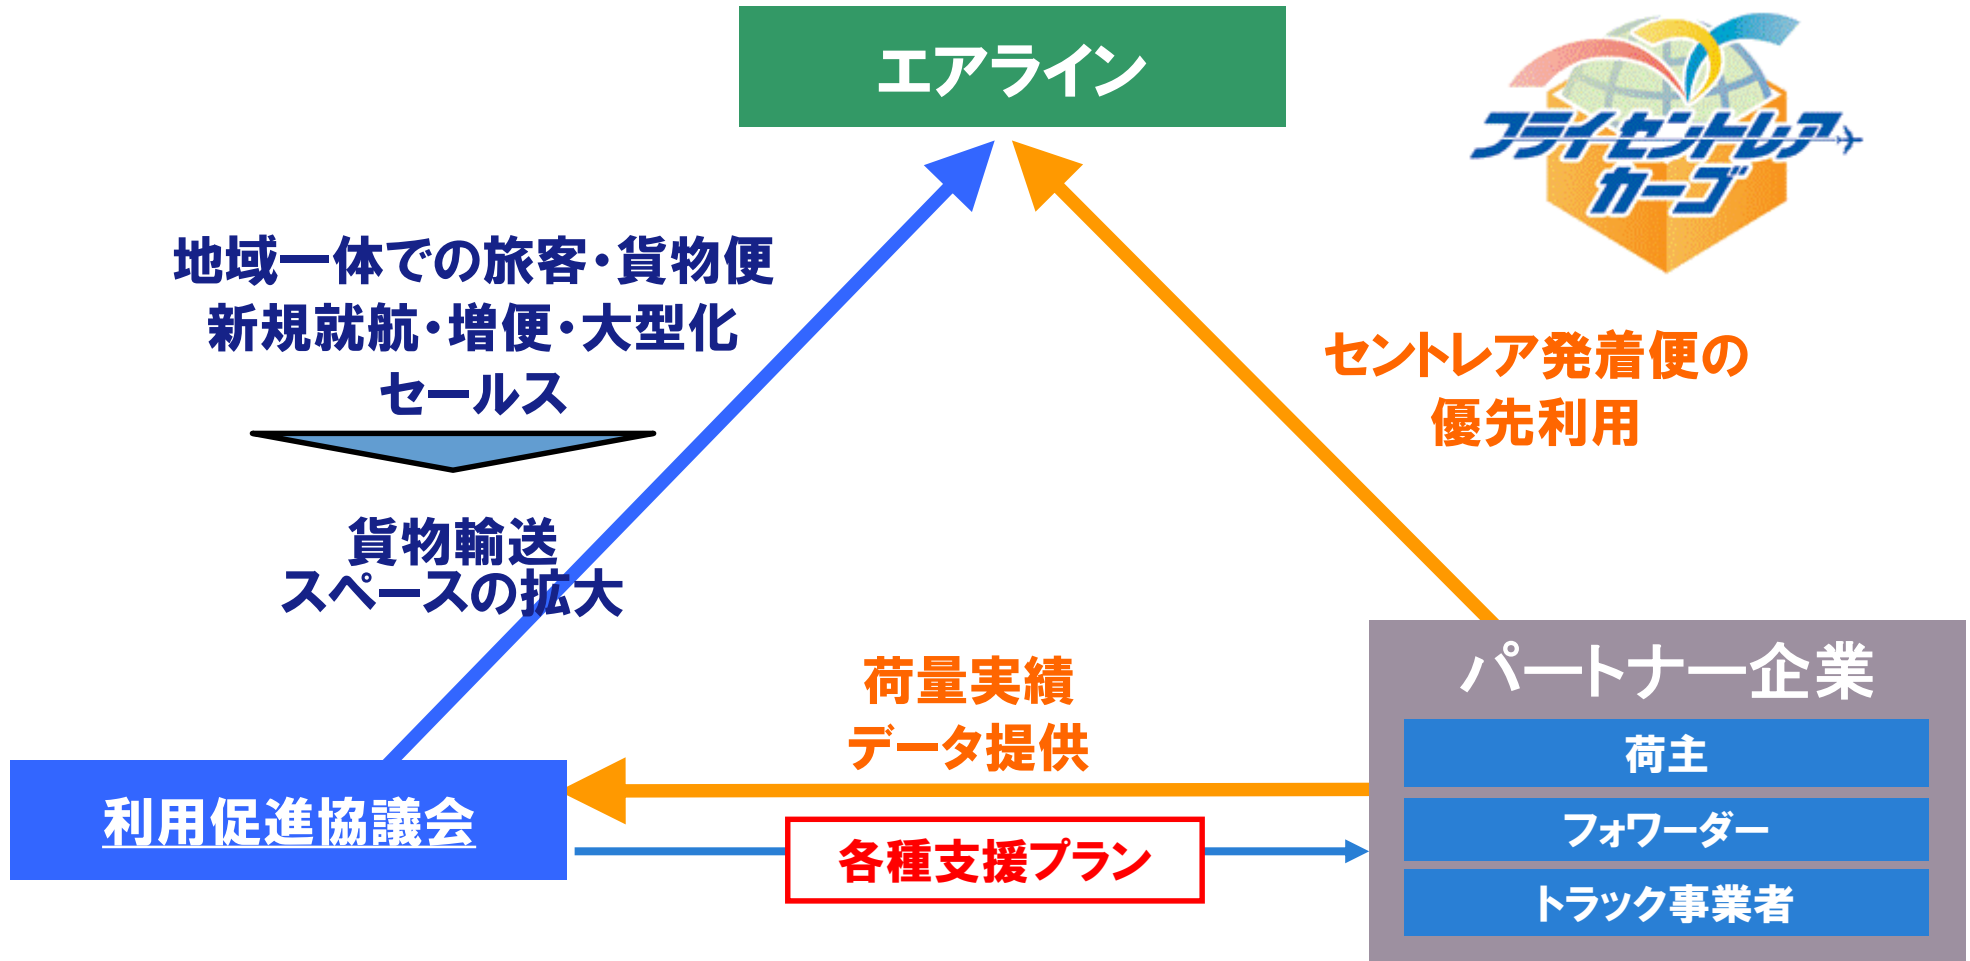 エアライン
フライ・セントレア
カーゴ
地域一体での旅客・貨物便
新規就航・増便・大型化
セールス
貨物輸送
スペースの拡大
セントレア発着便の
優先利用
荷量実績
データ提供
利用促進協議会
各種支援プラン
パートナー企業
荷主
フォワーダー
トラック事業者